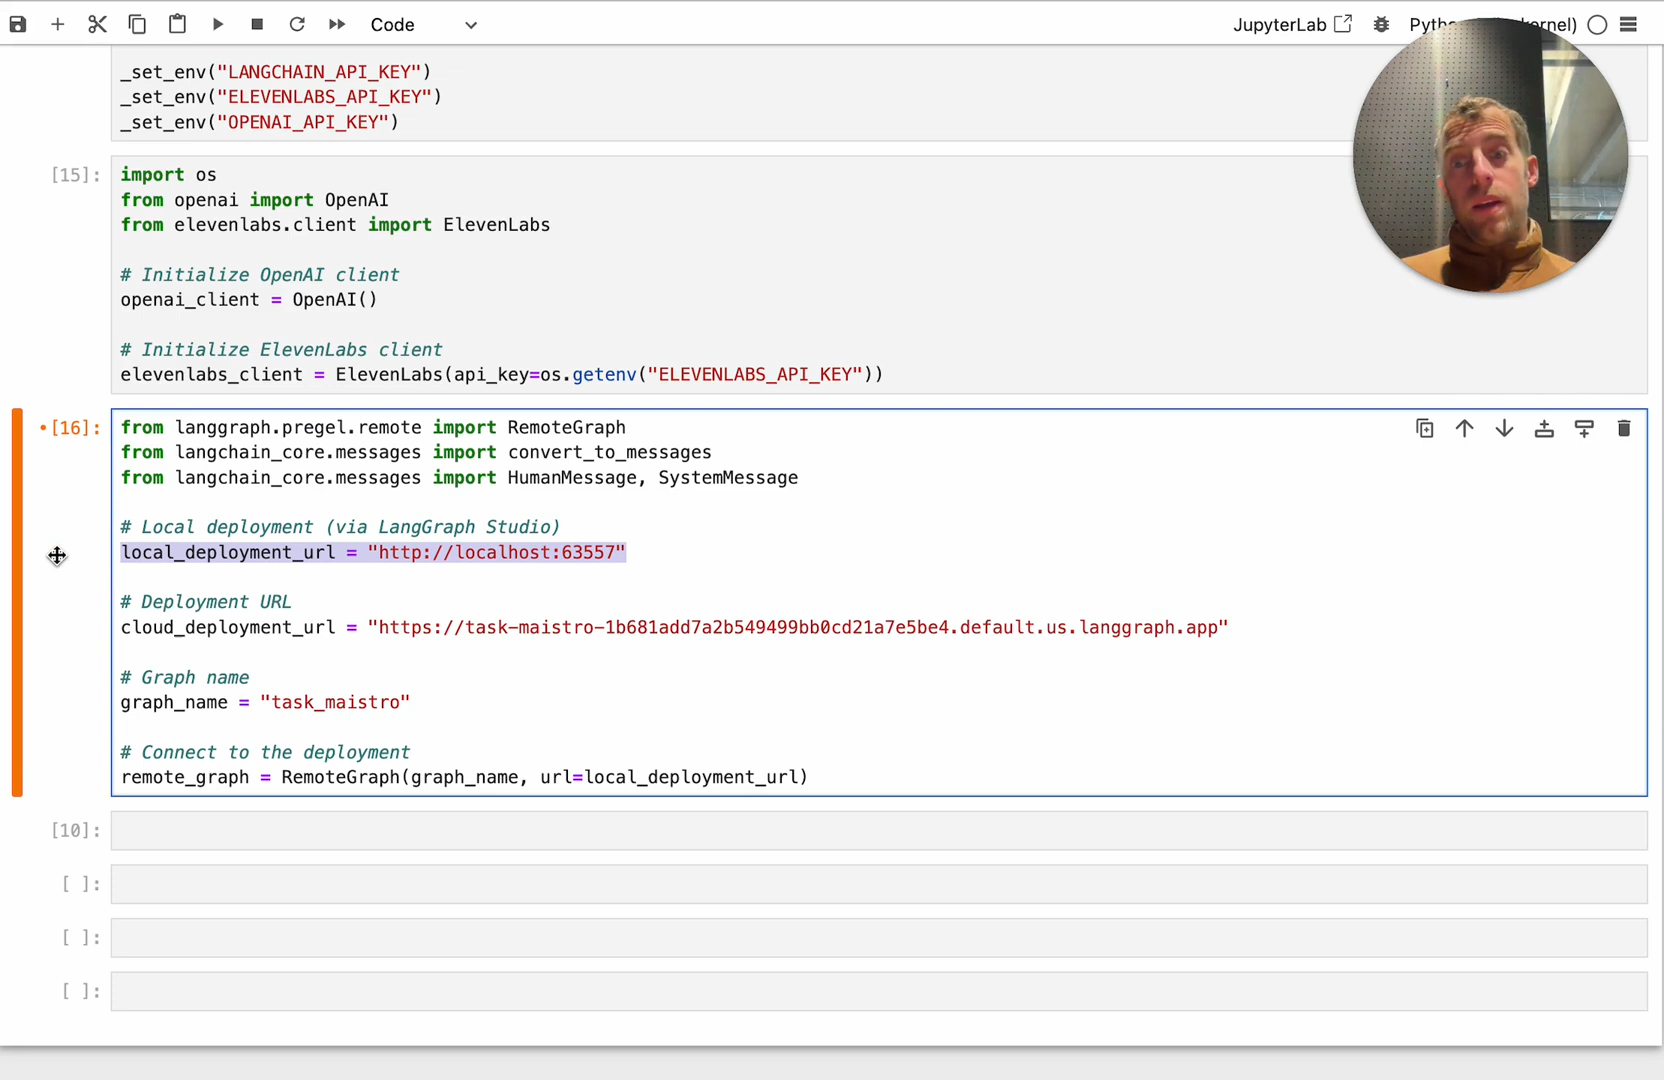 Code
JupyterLab
_set_env("LANGCHAIN_API_KEY")
_set_env("ELEVENLABS_API_KEY")
_set_env("OPENAI_API_KEY")
[15]:
import os
from openai import OpenAI
from elevenlabs.client import ElevenLabs
# Initialize OpenAI client
openai_client = OpenAI()
# Initialize ElevenLabs client
elevenlabs_client = ElevenLabs(api_key=os.getenv("ELEVENLABS_API_KEY"))
•[16]:
from langgraph.pregel.remote import RemoteGraph
from langchain_core.messages import convert_to_messages
from langchain_core.messages import HumanMessage, SystemMessage
# Local deployment (via LangGraph Studio)
local_deployment_url = "http://localhost:63557"
# Deployment URL
cloud_deployment_url = "https://task-maistro-1b681add7a2b549499bb0cd21a7e5be4.default.us.langgraph.app"
# Graph name
graph_name = "task_maistro"
# Connect to the deployment
remote_graph = RemoteGraph(graph_name, url=local_deployment_url)
[10]:
[ ]:
[ ]:
[ ]: